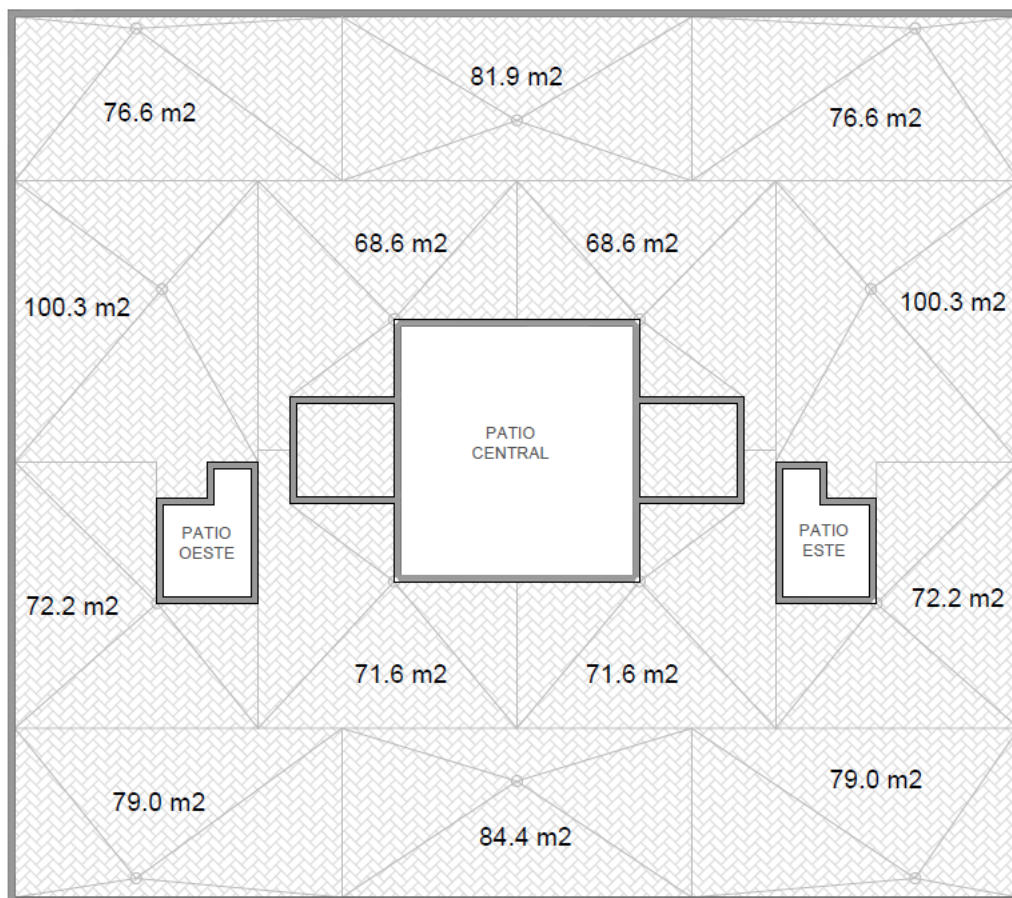 81.9 m2
76.6 m2
76.6 m2
68.6 m2
68.6 m2
100.3 m2
100.3 m2
PATIO
CENTRAL
PATIO
OESTE
PATIO
ESTE
72.2 m2
72.2 m2
71.6 m2
71.6 m2
79.0 m2
79.0 m2
84.4 m2